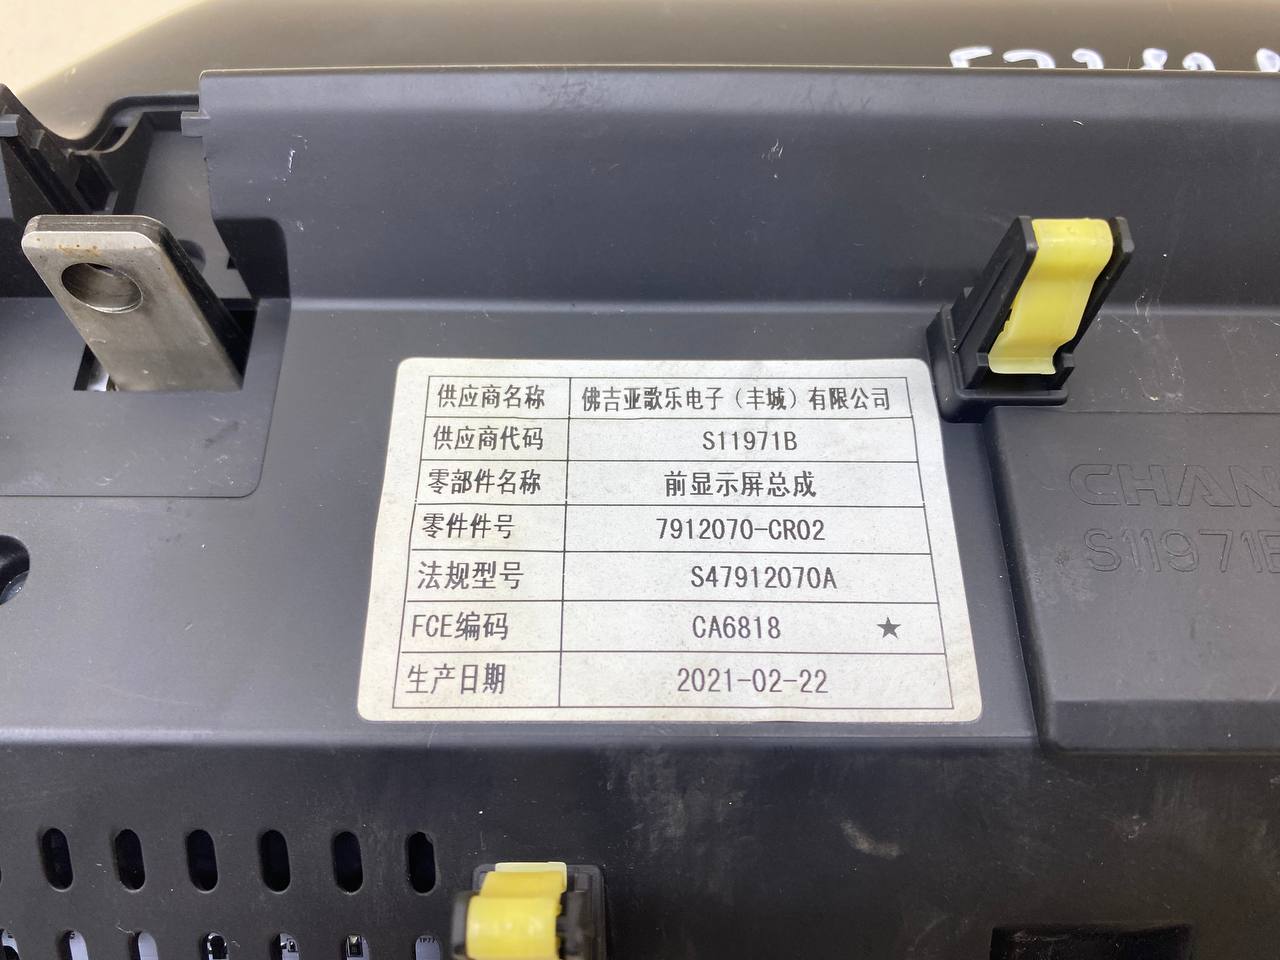 供应商名称 佛吉亚歌乐电子（丰城）有限公司
供应商代码 S11971B
零部件名称 前显示屏总成
零件件号 7912070-CR02
法规型号 S47912070A
FCE编码 CA6818 ★
生产日期 2021-02-22
CHAN
S11971B